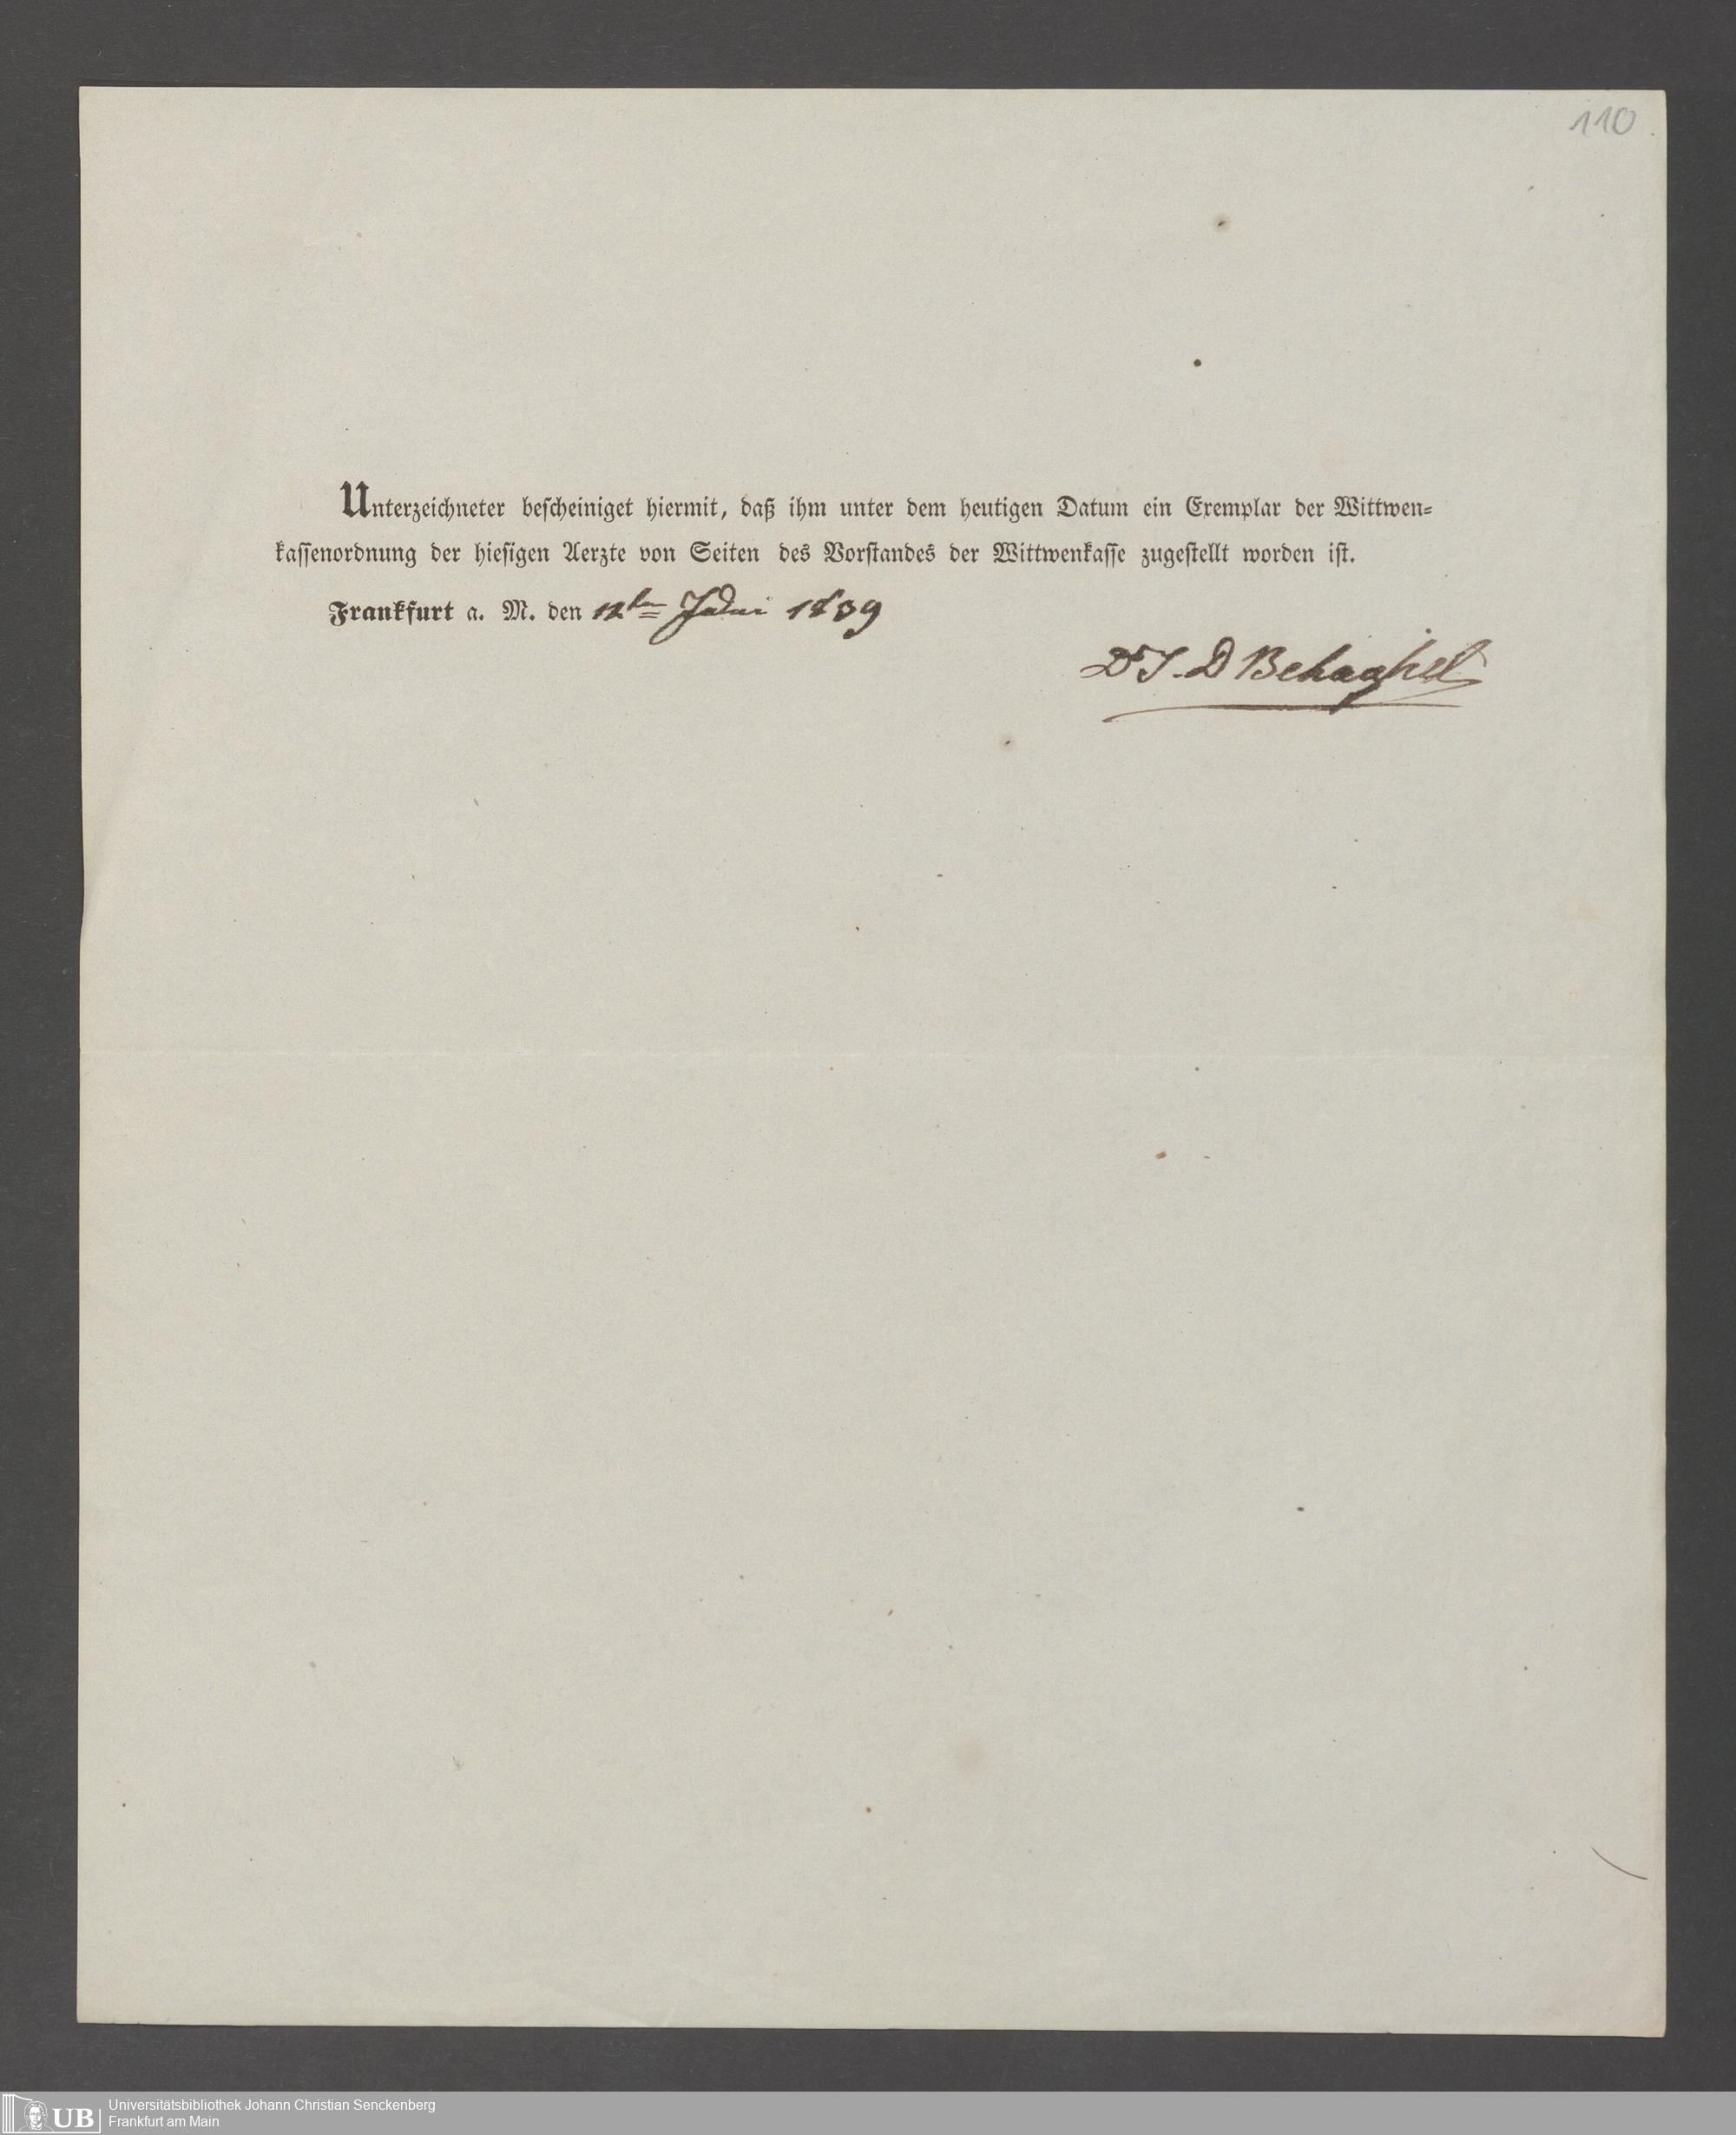 110
Unterzeichneter bescheiniget hiermit, daß ihm unter dem heutigen Datum ein Exemplar der Wittwen-
kassenordnung der hiesigen Aerzte von Seiten des Vorstandes der Wittwenkasse zugestellt worden ist.
Frankfurt a. M. den 12ten Juni 1839
Dr J. D Behaghel
UB
Universitätsbibliothek Johann Christian Senckenberg
Frankfurt am Main